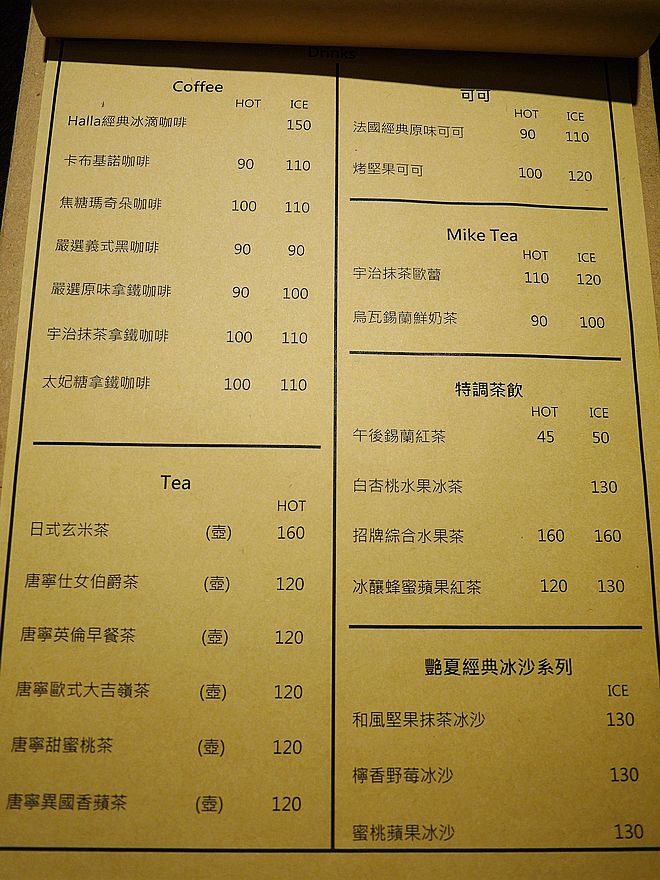 Drinks
Coffee
HOT ICE
Halla經典冰滴咖啡 150
卡布基諾咖啡 90 110
焦糖瑪奇朵咖啡 100 110
嚴選義式黑咖啡 90 90
嚴選原味拿鐵咖啡 90 100
宇治抹茶拿鐵咖啡 100 110
太妃糖拿鐵咖啡 100 110
Tea
HOT
日式玄米茶 (壺) 160
唐寧仕女伯爵茶 (壺) 120
唐寧英倫早餐茶 (壺) 120
唐寧歐式大吉嶺茶 (壺) 120
唐寧甜蜜桃茶 (壺) 120
唐寧異國香蘋茶 (壺) 120
可可
HOT ICE
法國經典原味可可 90 110
烤堅果可可 100 120
Mike Tea
HOT ICE
宇治抹茶歐蕾 110 120
烏瓦錫蘭鮮奶茶 90 100
特調茶飲
HOT ICE
午後錫蘭紅茶 45 50
白杏桃水果冰茶 130
招牌綜合水果茶 160 160
冰釀蜂蜜蘋果紅茶 120 130
艷夏經典冰沙系列
ICE
和風堅果抹茶冰沙 130
檸香野莓冰沙 130
蜜桃蘋果冰沙 130